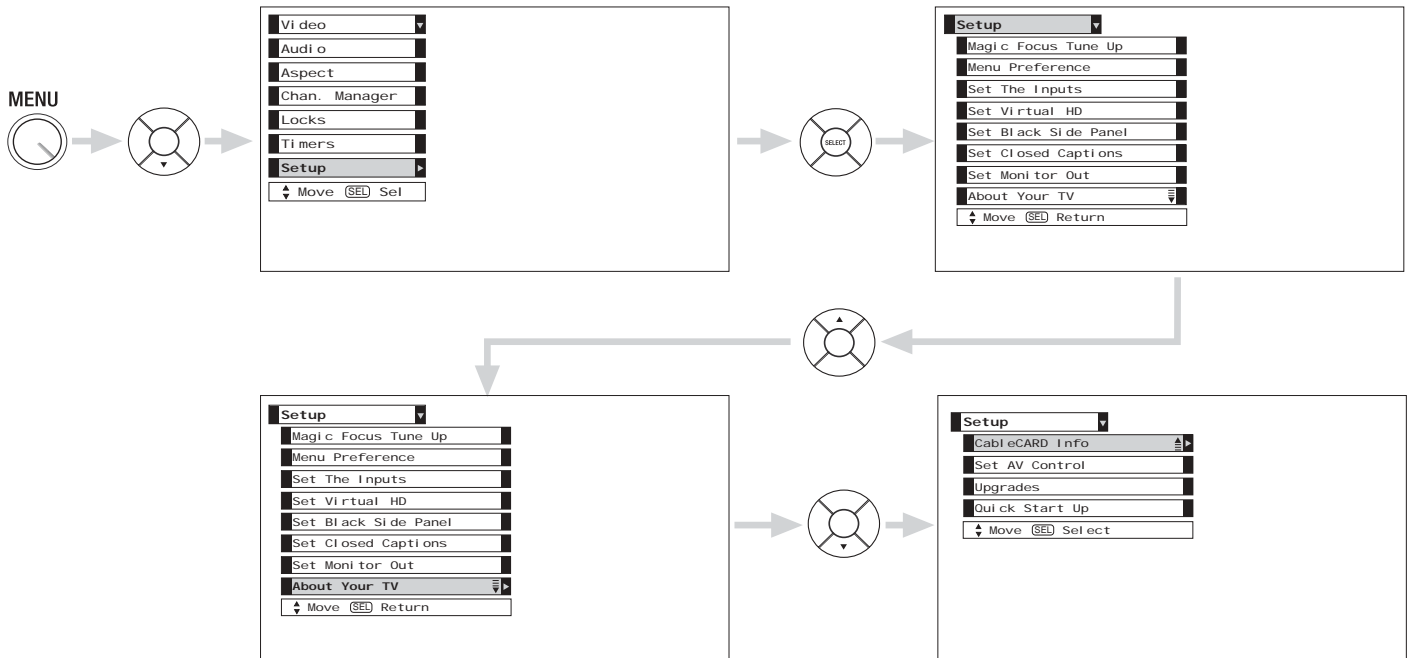 MENU
Video
Audio
Aspect
Chan. Manager
Locks
Timers
Setup
Move SEL Sel
SELECT
Setup
Magic Focus Tune Up
Menu Preference
Set The Inputs
Set Virtual HD
Set Black Side Panel
Set Closed Captions
Set Monitor Out
About Your TV
Move SEL Return
Setup
Magic Focus Tune Up
Menu Preference
Set The Inputs
Set Virtual HD
Set Black Side Panel
Set Closed Captions
Set Monitor Out
About Your TV
Move SEL Return
Setup
CableCARD Info
Set AV Control
Upgrades
Quick Start Up
Move SEL Select